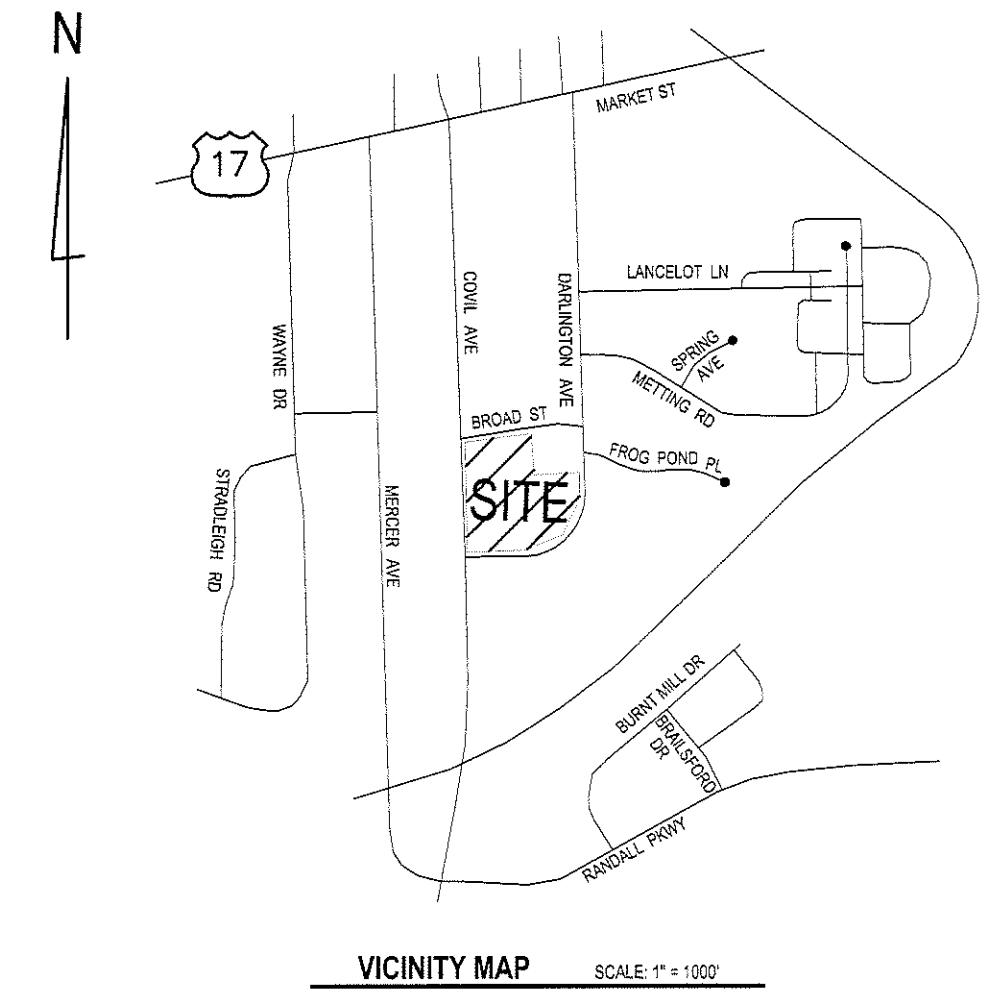 N
MARKET ST
17
LANCELOT LN
COVIL AVE
DARLINGTON AVE
WAYNE DR
SPRING
AVE
METTING RD
BROAD ST
FROG POND PL
STRADLEIGH RD
MERCER AVE
SITE
BURNT MILL DR
BRAILSFORD
DR
RANDALL PKWY
VICINITY MAP
SCALE: 1" = 1000'